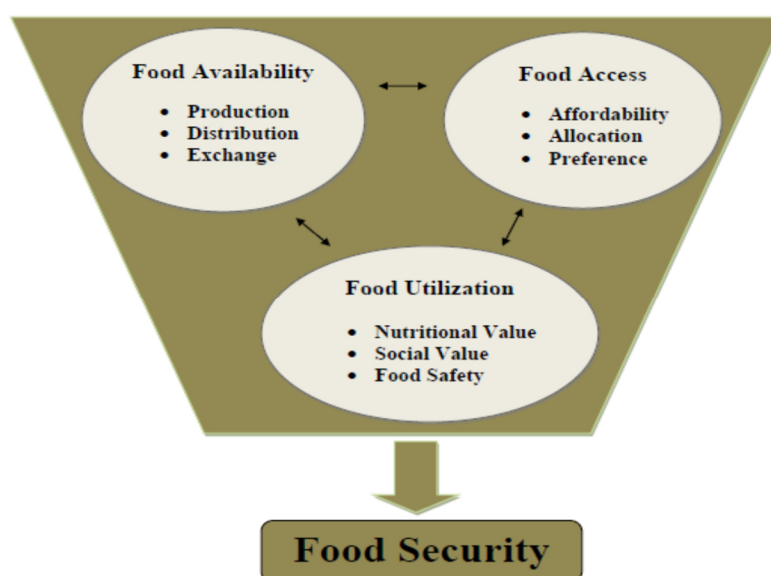 Food Availability
• Production
• Distribution
• Exchange
Food Access
• Affordability
• Allocation
• Preference
Food Utilization
• Nutritional Value
• Social Value
• Food Safety
Food Security